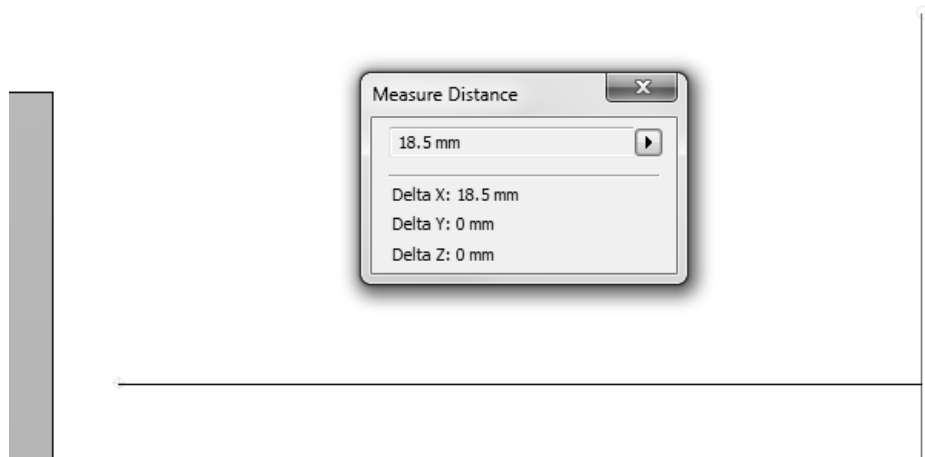 Measure Distance
18.5 mm
Delta X: 18.5 mm
Delta Y: 0 mm
Delta Z: 0 mm